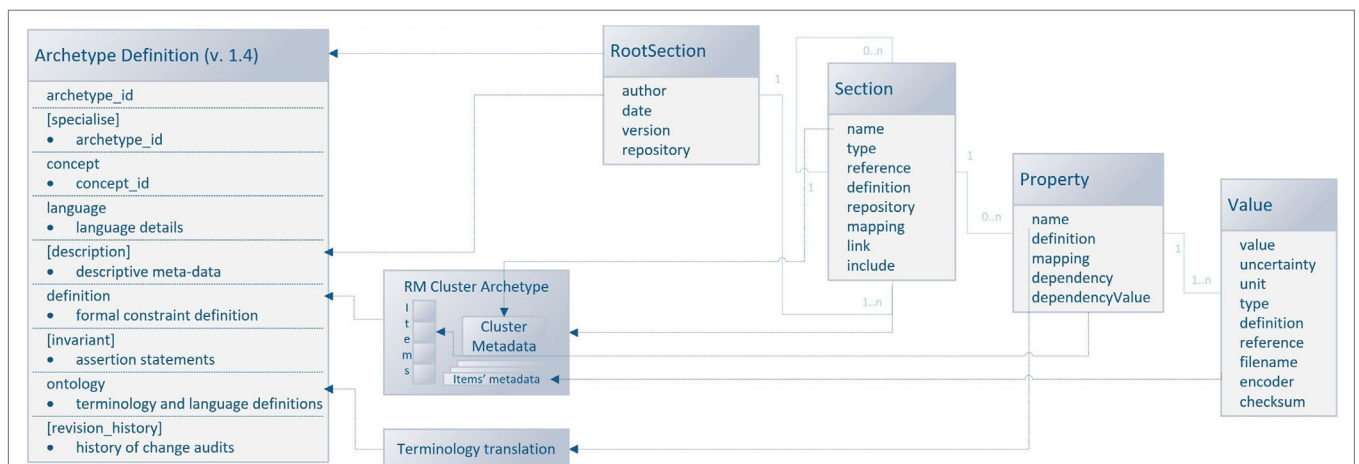 Archetype Definition (v. 1.4)
archetype_id
[specialise]
• archetype_id
concept
• concept_id
language
• language details
[description]
• descriptive meta-data
definition
• formal constraint definition
[invariant]
• assertion statements
ontology
• terminology and language definitions
[revision_history]
• history of change audits
RootSection
author
date
version
repository
RM Cluster Archetype
Items
Cluster
Metadata
Items' metadata
Terminology translation
1
0..n
Section
name
type
reference
definition
repository
mapping
link
include
1
1..n
1
0..n
Property
name
definition
mapping
dependency
dependencyValue
1
1..n
Value
value
uncertainty
unit
type
definition
reference
filename
encoder
checksum